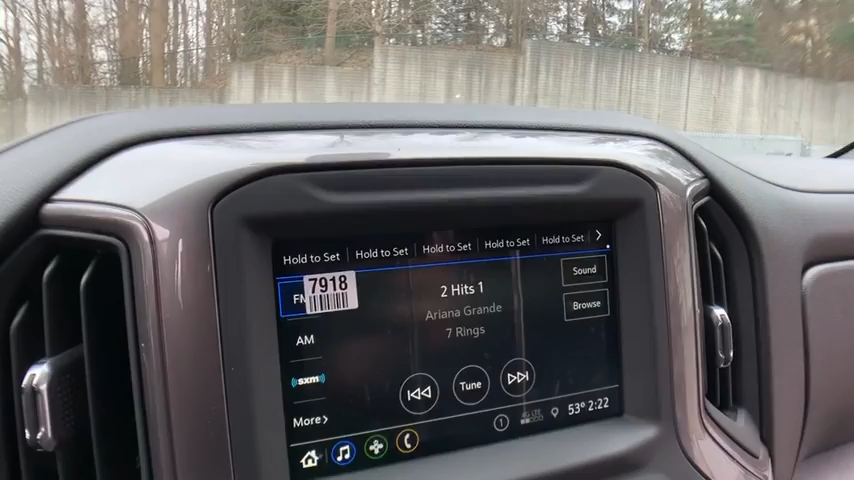 Hold to Set Hold to Set Hold to Set Hold to Set Hold to Set
7918
FM
2 Hits 1
Sound
Ariana Grande
Browse
7 Rings
AM
sxm
Tune
More
1 4G LTE 53° 2:22